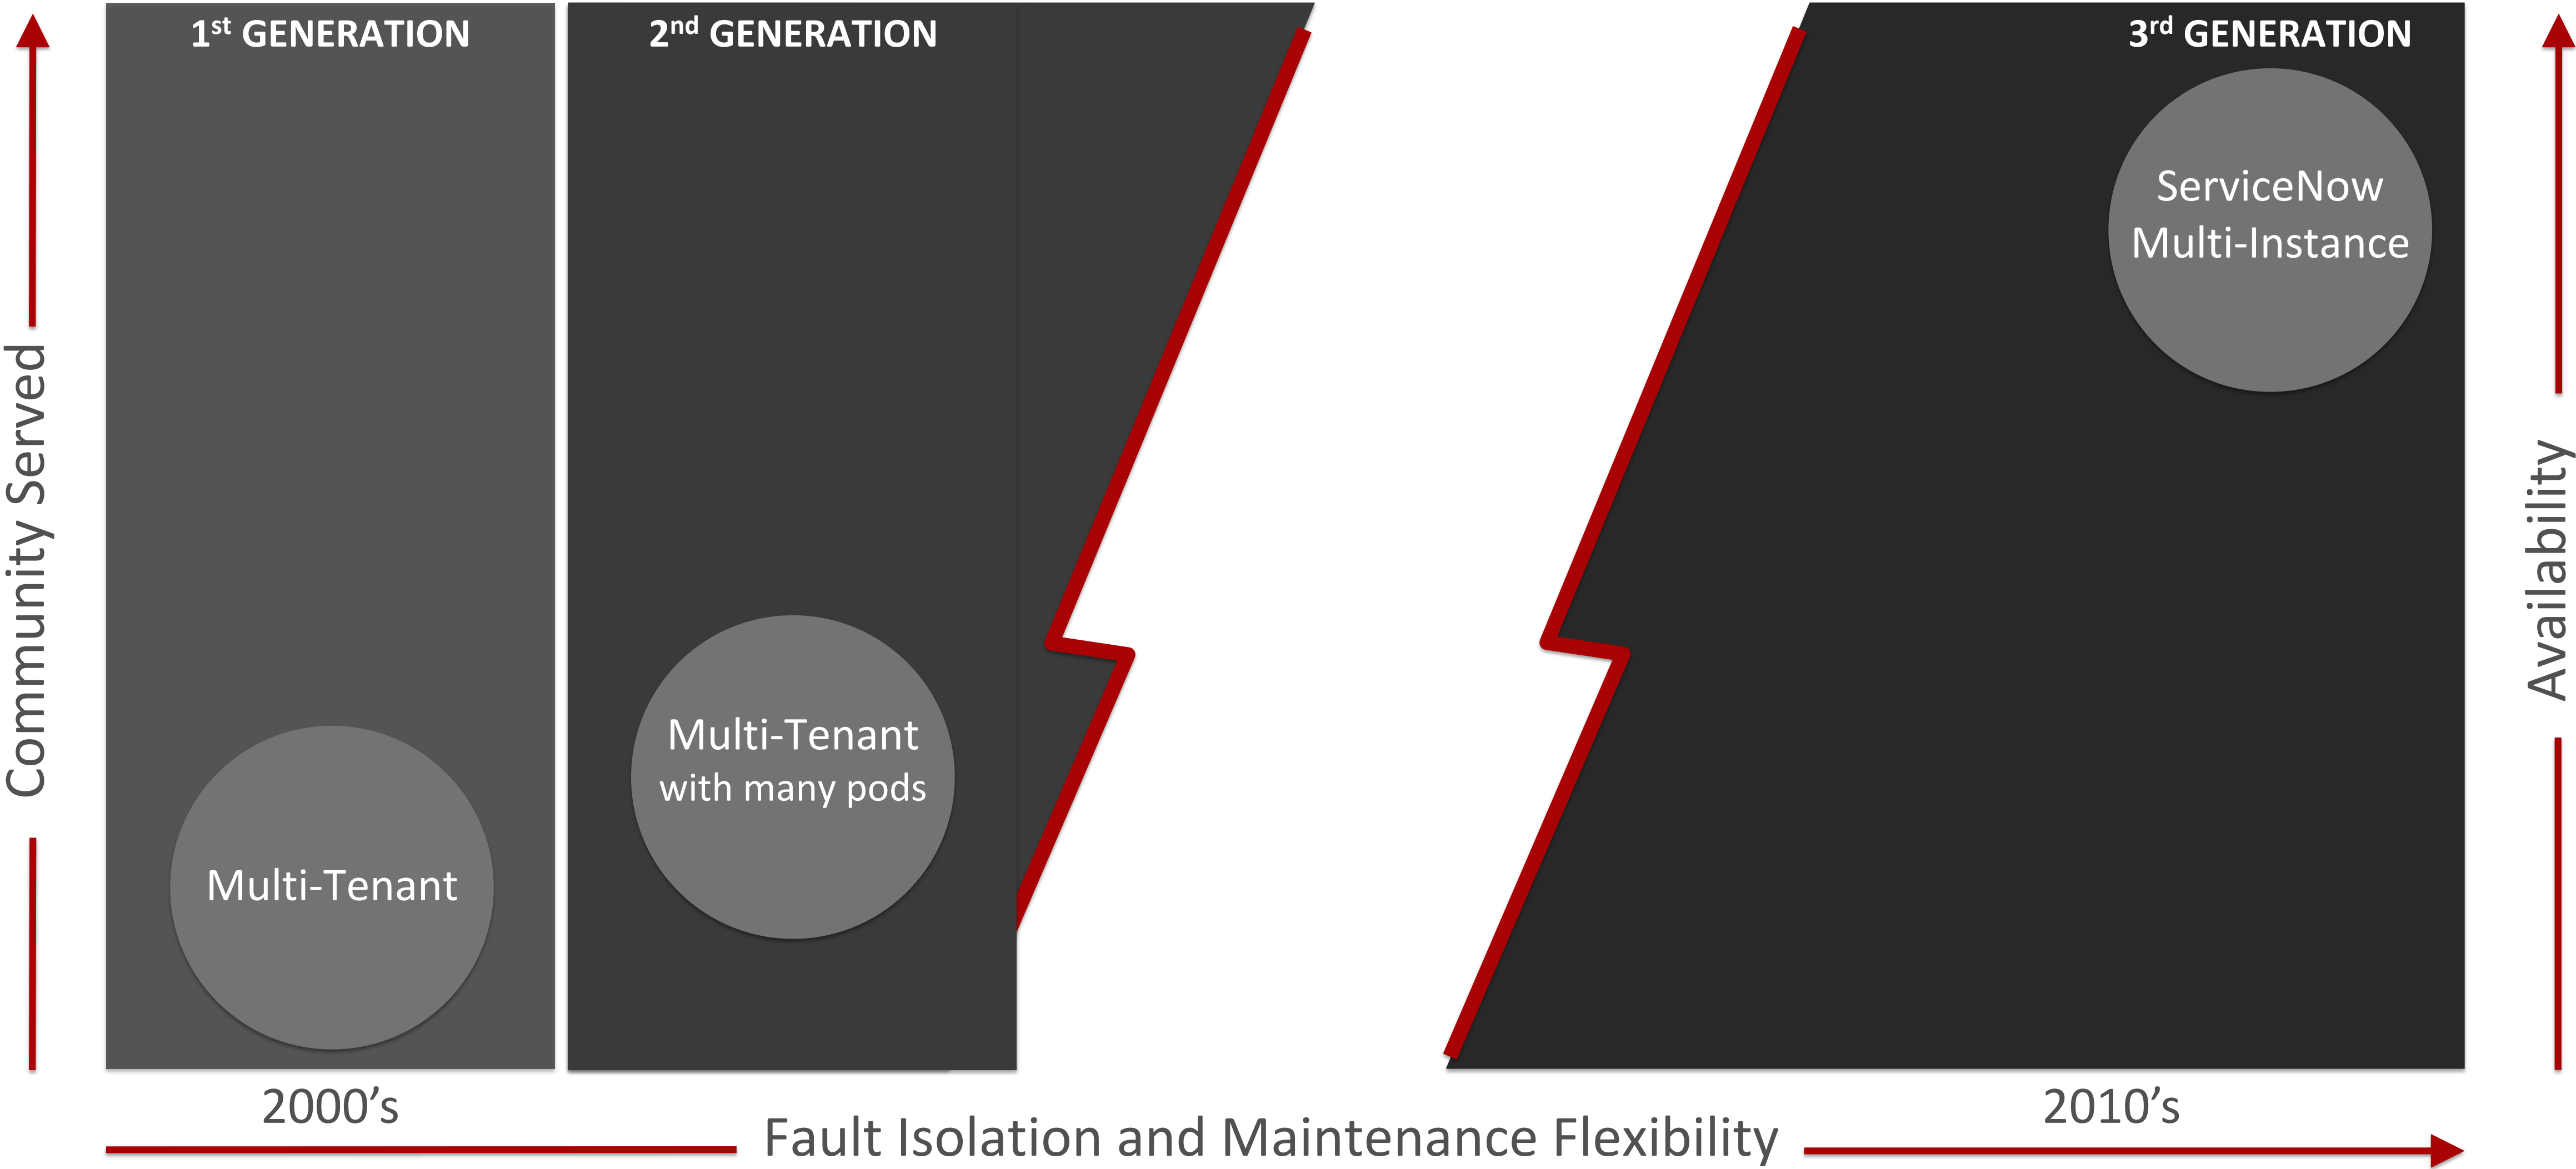 1st GENERATION
2nd GENERATION
3rd GENERATION
ServiceNow
Multi-Instance
Community Served
Availability
Multi-Tenant
with many pods
Multi-Tenant
2000’s
2010’s
Fault Isolation and Maintenance Flexibility